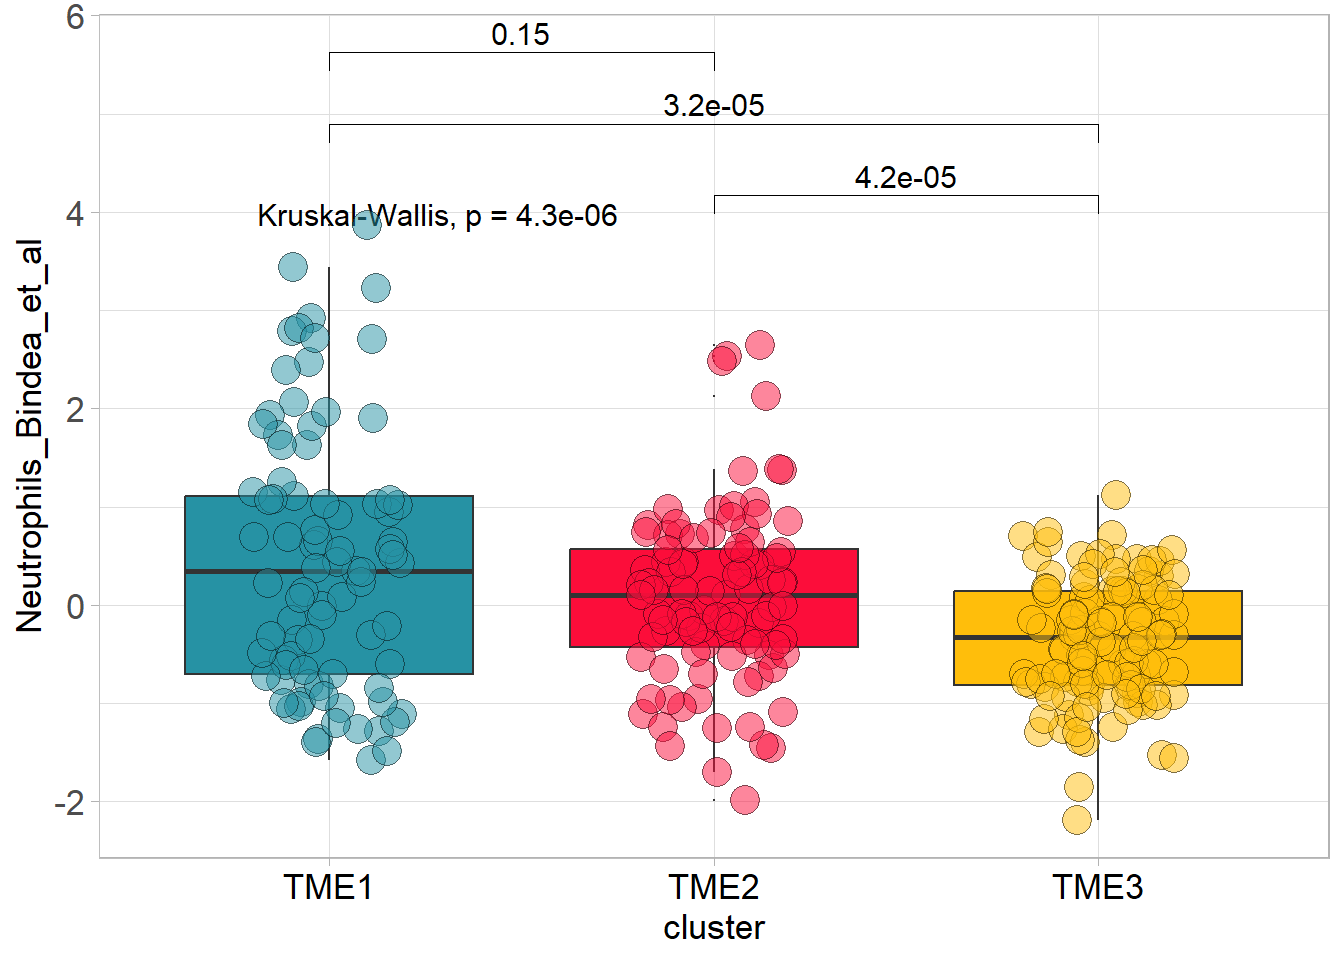 6
0.15
3.2e-05
4.2e-05
4
Kruskal-Wallis, p = 4.3e-06
Neutrophils_Bindea_et_al
2
0
-2
TME1 TME2 TME3
cluster